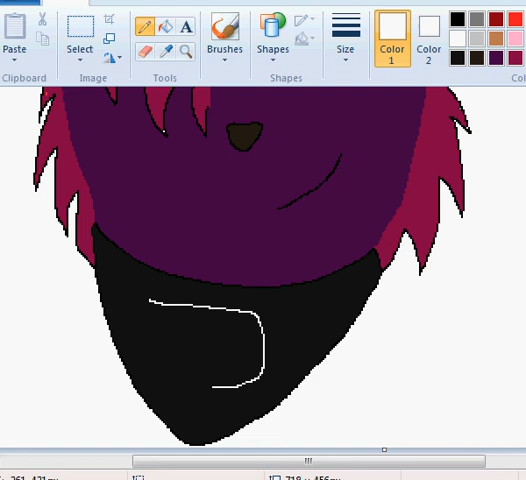 Paste
Select
A
Brushes
Shapes
Size
Color
1
Color
2
Clipboard
Image
Tools
Shapes